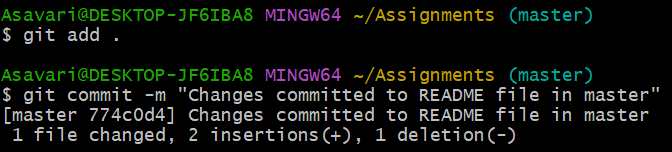 Asavari@DESKTOP-JF6IBA8 MINGW64 ~/Assignments (master)
$ git add .
Asavari@DESKTOP-JF6IBA8 MINGW64 ~/Assignments (master)
$ git commit -m "Changes committed to README file in master"
[master 774c0d4] Changes committed to README file in master
 1 file changed, 2 insertions(+), 1 deletion(-)